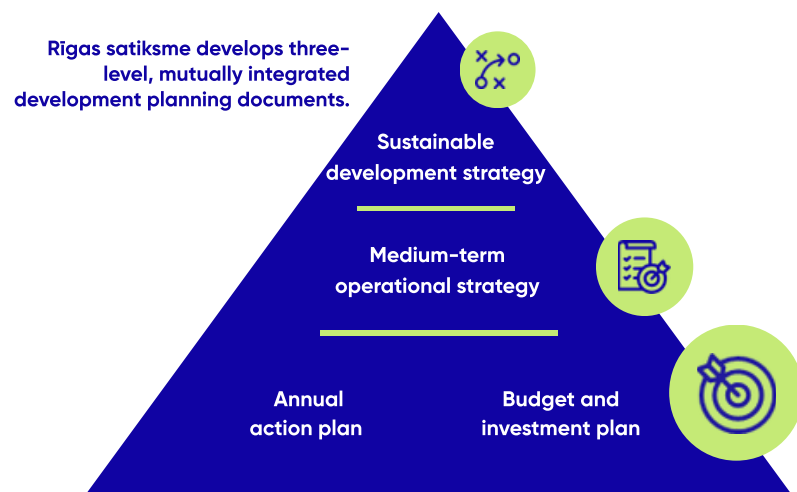 Rīgas satiksme develops three-
level, mutually integrated
development planning documents.
Sustainable
development strategy
Medium-term
operational strategy
Annual
action plan
Budget and
investment plan